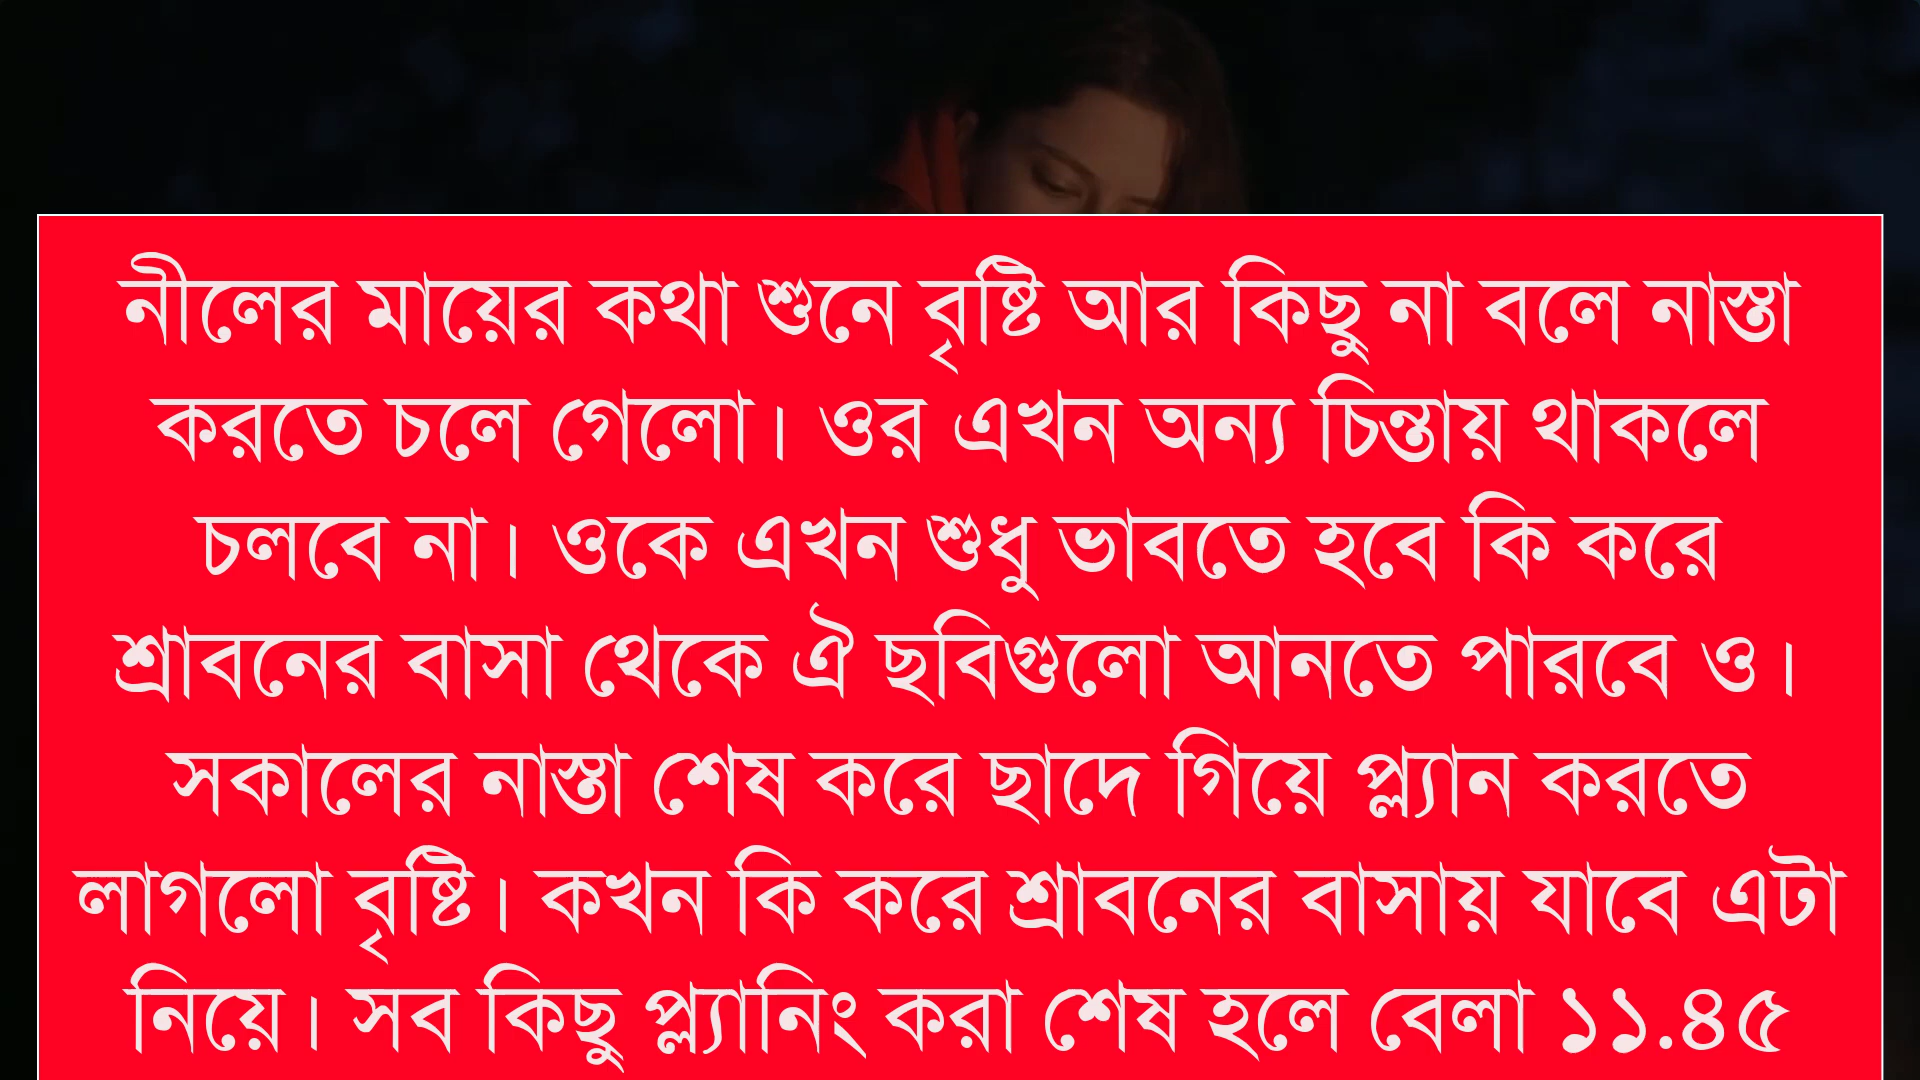 নীলের মায়ের কথা শুনে বৃষ্টি আর কিছু না বলে নাস্তা
করতে চলে গেলো। ওর এখন অন্য চিন্তায় থাকলে
চলবে না। ওকে এখন শুধু ভাবতে হবে কি করে
শ্রাবনের বাসা থেকে ঐ ছবিগুলো আনতে পারবে ও।
সকালের নাস্তা শেষ করে ছাদে গিয়ে প্ল্যান করতে
লাগলো বৃষ্টি। কখন কি করে শ্রাবনের বাসায় যাবে এটা
নিয়ে। সব কিছু প্ল্যানিং করা শেষ হলে বেলা ১১.৪৫